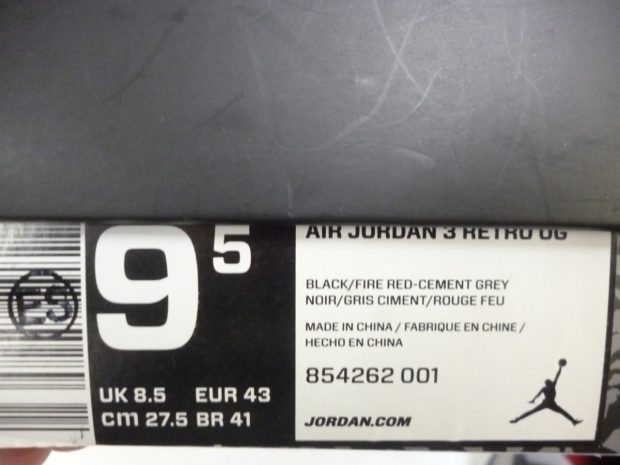 ES
9 5
UK 8.5 EUR 43
cm 27.5 BR 41
AIR JORDAN 3 RETRO OG
BLACK/FIRE RED-CEMENT GREY
NOIR/GRIS CIMENT/ROUGE FEU
MADE IN CHINA / FABRIQUE EN CHINE /
HECHO EN CHINA
854262 001
JORDAN.COM